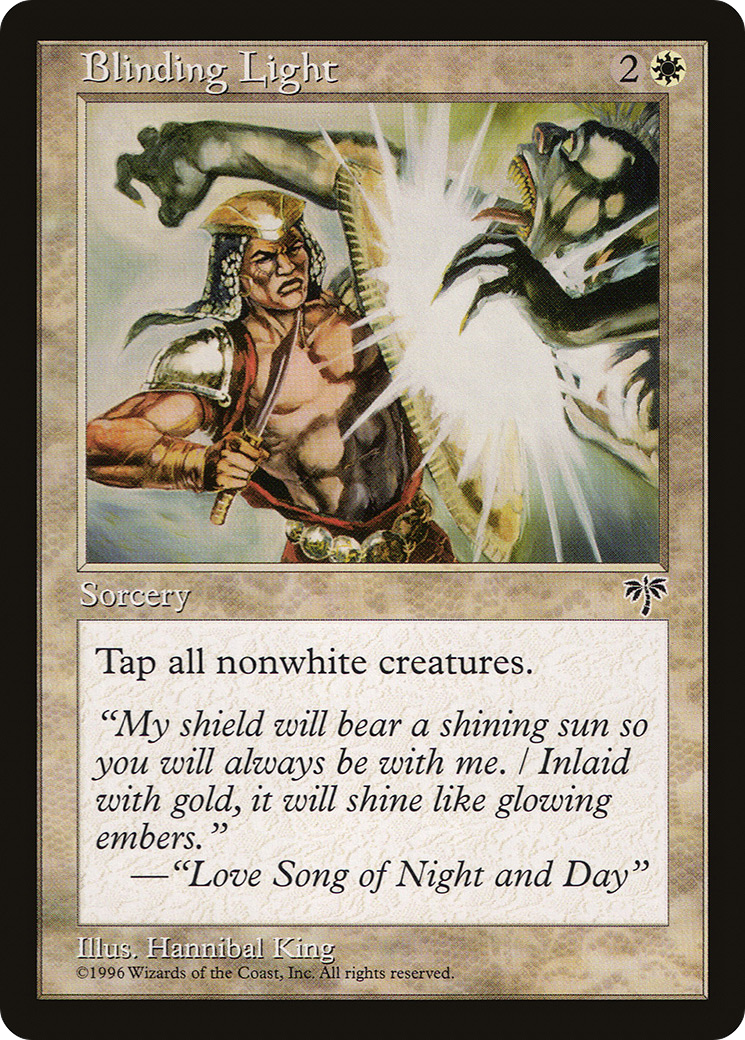 Blinding Light 2
Sorcery
Tap all nonwhite creatures.
“My shield will bear a shining sun so
you will always be with me. / Inlaid
with gold, it will shine like glowing
embers.”
—“Love Song of Night and Day”
Illus. Hannibal King
©1996 Wizards of the Coast, Inc. All rights reserved.